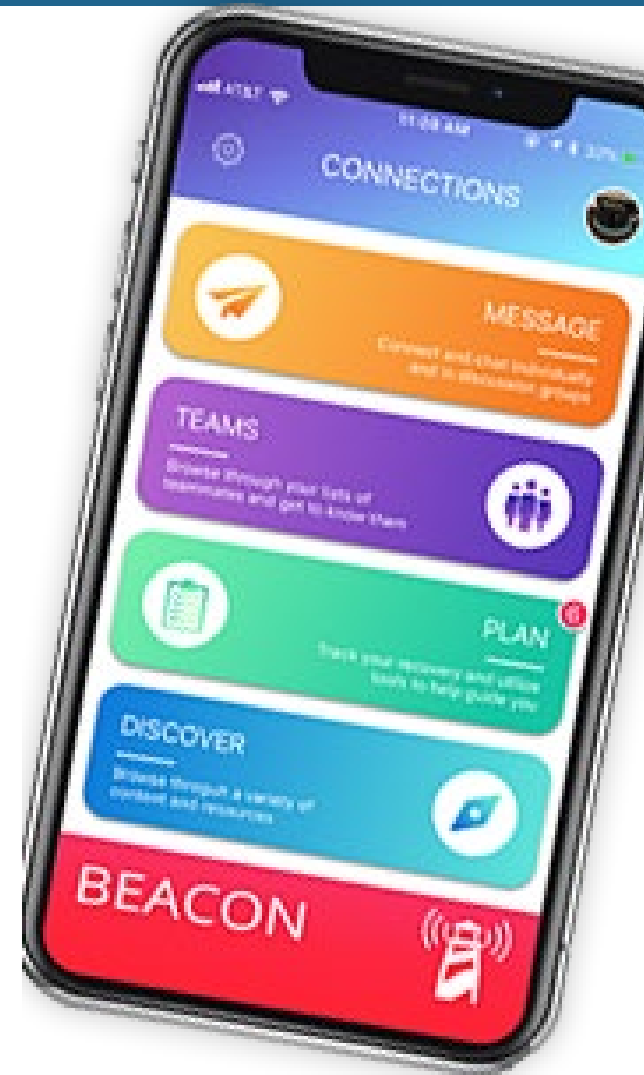 AT&T
CONNECTIONS
MESSAGE
Connect and chat individually
and in discussion groups
TEAMS
Browse through your lists of
teammates and get to know them
PLAN
Track your recovery and utilize
tools to help guide you
DISCOVER
Browse through a variety of
content and resources
BEACON